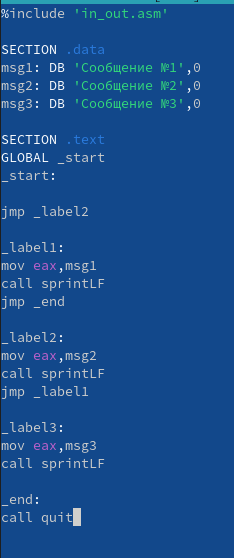 %include 'in_out.asm'
SECTION .data
msg1: DB 'Сообщение №1',0
msg2: DB 'Сообщение №2',0
msg3: DB 'Сообщение №3',0
SECTION .text
GLOBAL _start
_start:
jmp _label2
_label1:
mov eax,msg1
call sprintLF
jmp _end
_label2:
mov eax,msg2
call sprintLF
jmp _label1
_label3:
mov eax,msg3
call sprintLF
_end:
call quit